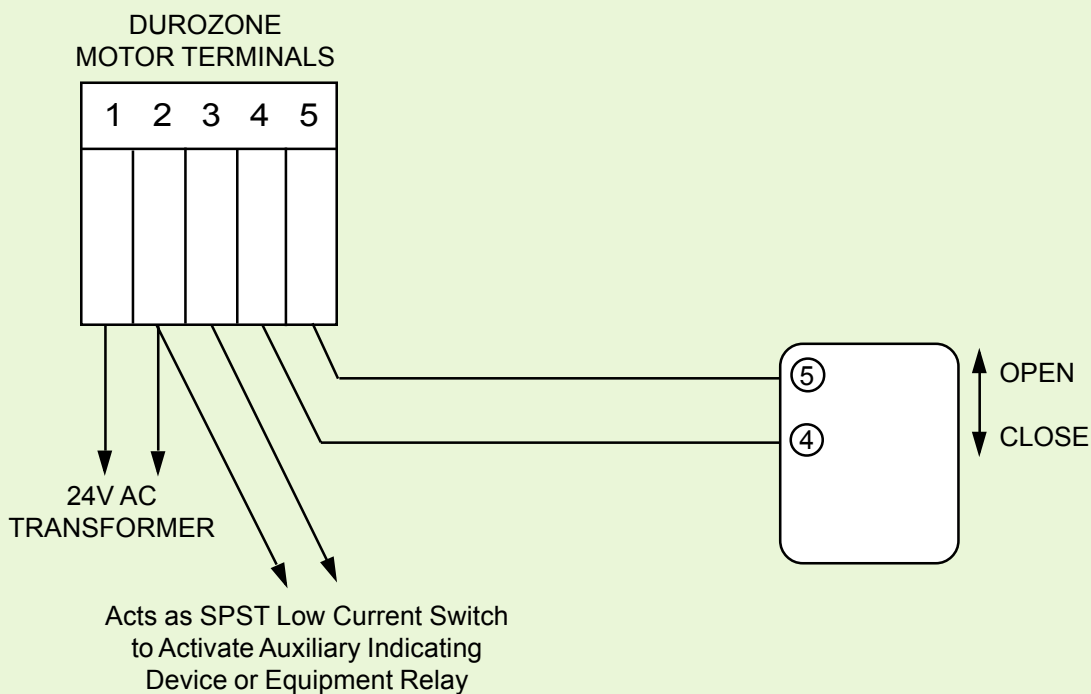 DUROZONE
MOTOR TERMINALS
1 2 3 4 5
5 OPEN
4 CLOSE
24V AC
TRANSFORMER
Acts as SPST Low Current Switch
to Activate Auxiliary Indicating
Device or Equipment Relay